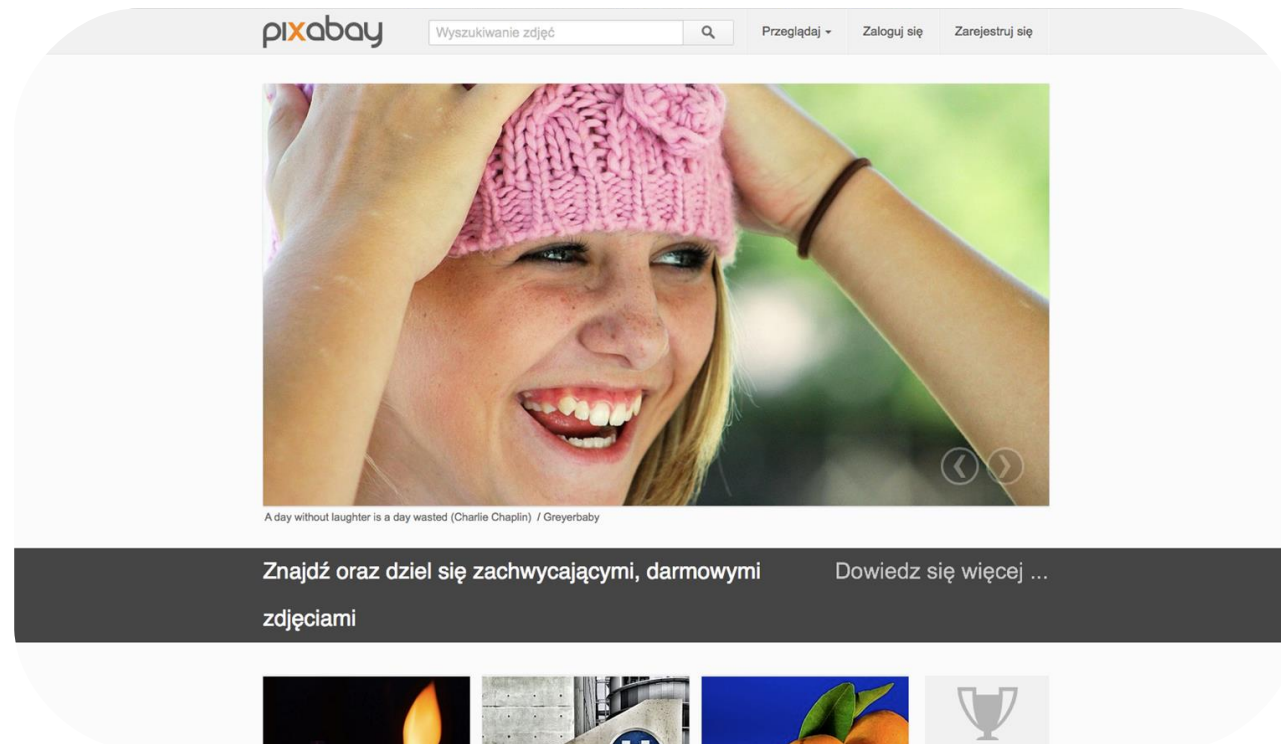 pixabay
Wyszukiwanie zdjęć
Przeglądaj
Zaloguj się
Zarejestruj się
A day without laughter is a day wasted (Charlie Chaplin) / Greyerbaby
Znajdź oraz dziel się zachwycającymi, darmowymi
zdjęciami
Dowiedz się więcej ...